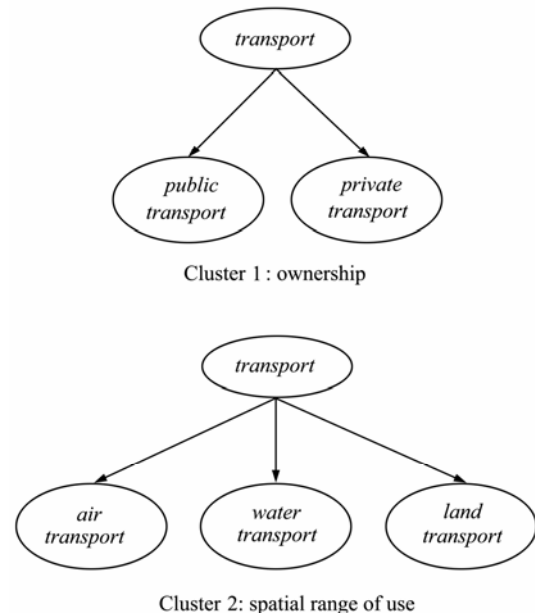 transport
public
transport
private
transport
Cluster 1 : ownership
transport
air
transport
water
transport
land
transport
Cluster 2: spatial range of use